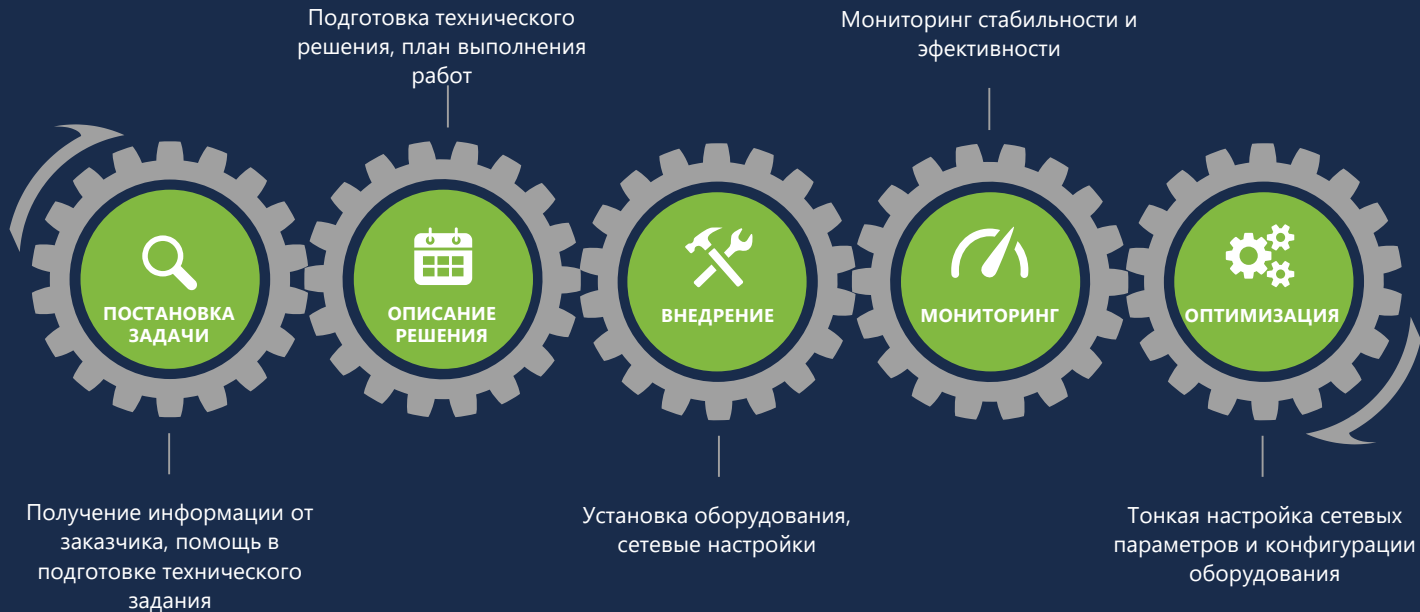 Подготовка технического
решения, план выполнения
работ
Мониторинг стабильности и
эфективности
ПОСТАНОВКА
ЗАДАЧИ
ОПИСАНИЕ
РЕШЕНИЯ
ВНЕДРЕНИЕ
МОНИТОРИНГ
ОПТИМИЗАЦИЯ
Получение информации от
заказчика, помощь в
подготовке технического
задания
Установка оборудования,
сетевые настройки
Тонкая настройка сетевых
параметров и конфигурации
оборудования